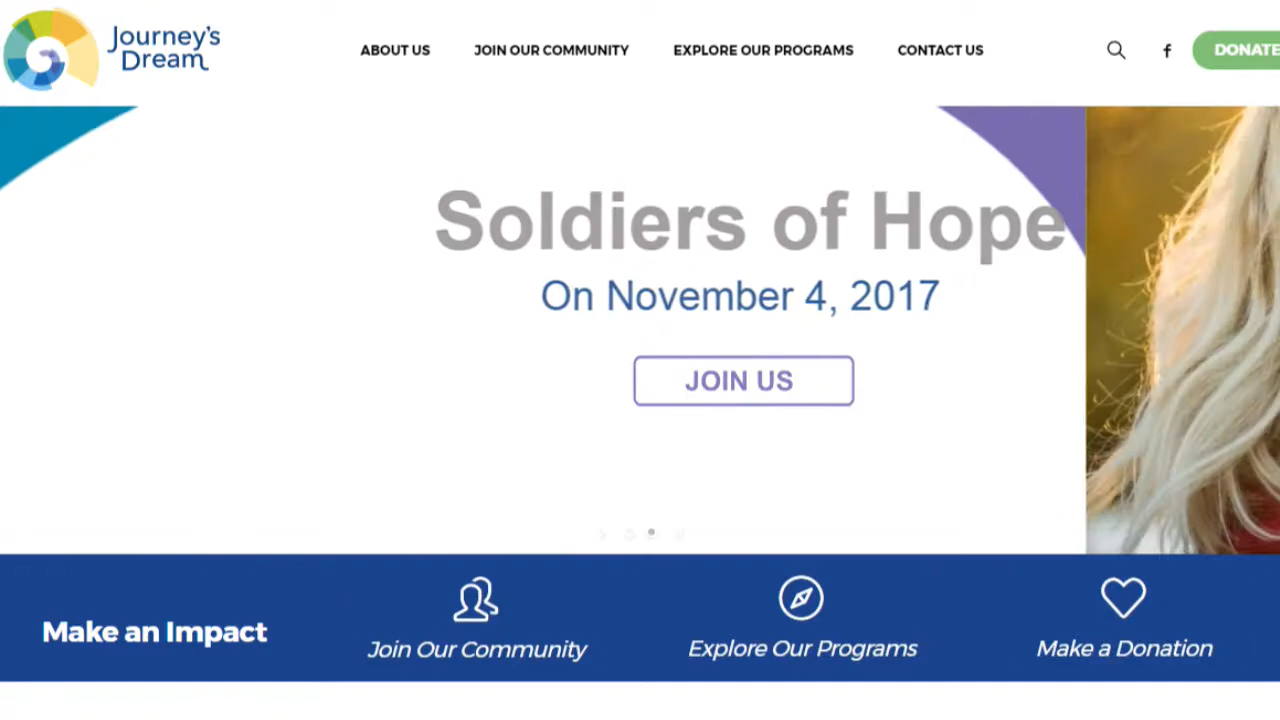 Journey's
Dream
ABOUT US
JOIN OUR COMMUNITY
EXPLORE OUR PROGRAMS
CONTACT US
f
DONATE
Soldiers of Hope
On November 4, 2017
JOIN US
Make an Impact
Join Our Community
Explore Our Programs
Make a Donation